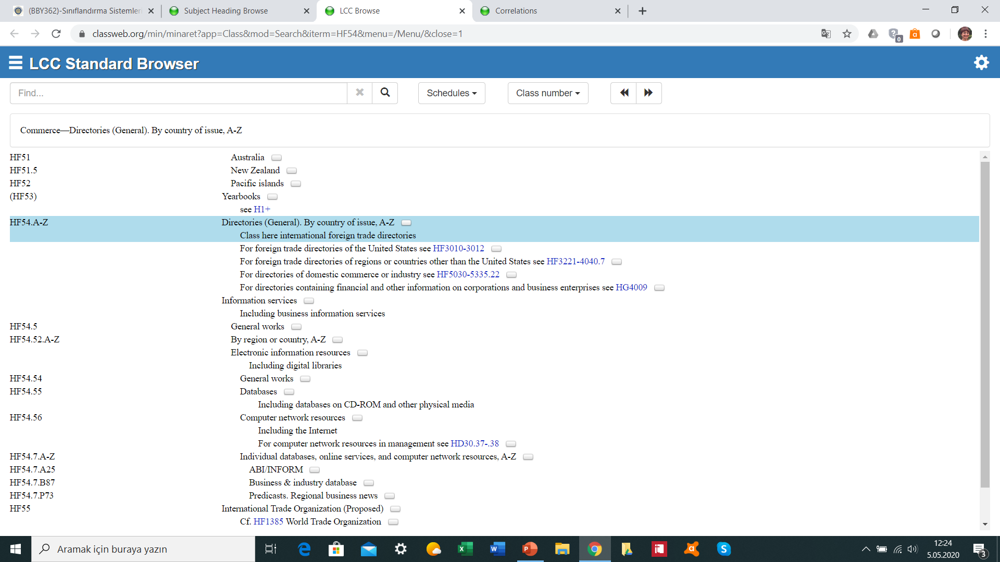 (BBY362)-Sınıflandırma Sistemleri
Subject Heading Browse
LCC Browse
Correlations
classweb.org/min/minaret?app=Class&mod=Search&iterm=HF54&menu=/Menu/&close=1
0
LCC Standard Browser
Find...
Schedules
Class number
Commerce—Directories (General). By country of issue, A-Z
HF51 Australia
HF51.5 New Zealand
HF52 Pacific islands
(HF53) Yearbooks
see H1+
HF54.A-Z Directories (General). By country of issue, A-Z
Class here international foreign trade directories
For foreign trade directories of the United States see HF3010-3012
For foreign trade directories of regions or countries other than the United States see HF3221-4040.7
For directories of domestic commerce or industry see HF5030-5335.22
For directories containing financial and other information on corporations and business enterprises see HG4009
Information services
Including business information services
HF54.5 General works
HF54.52.A-Z By region or country, A-Z
Electronic information resources
Including digital libraries
HF54.54 General works
HF54.55 Databases
Including databases on CD-ROM and other physical media
HF54.56 Computer network resources
Including the Internet
For computer network resources in management see HD30.37-.38
HF54.7.A-Z Individual databases, online services, and computer network resources, A-Z
HF54.7.A25 ABI/INFORM
HF54.7.B87 Business & industry database
HF54.7.P73 Predicasts. Regional business news
HF55 International Trade Organization (Proposed)
Cf. HF1385 World Trade Organization
Aramak için buraya yazın
12:24
5.05.2020
3